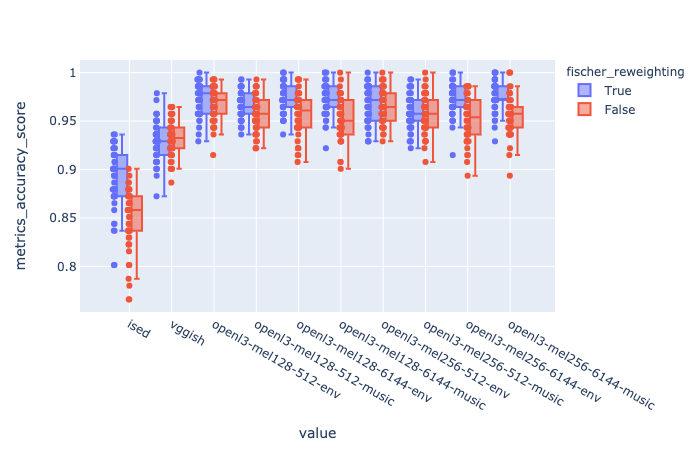 fischer_reweighting
True
False
metrics_accuracy_score
1
0.95
0.9
0.85
0.8
ised
vggish
openl3-mel128-512-env
openl3-mel128-512-music
openl3-mel128-6144-env
openl3-mel128-6144-music
openl3-mel256-512-env
openl3-mel256-512-music
openl3-mel256-6144-env
openl3-mel256-6144-music
value